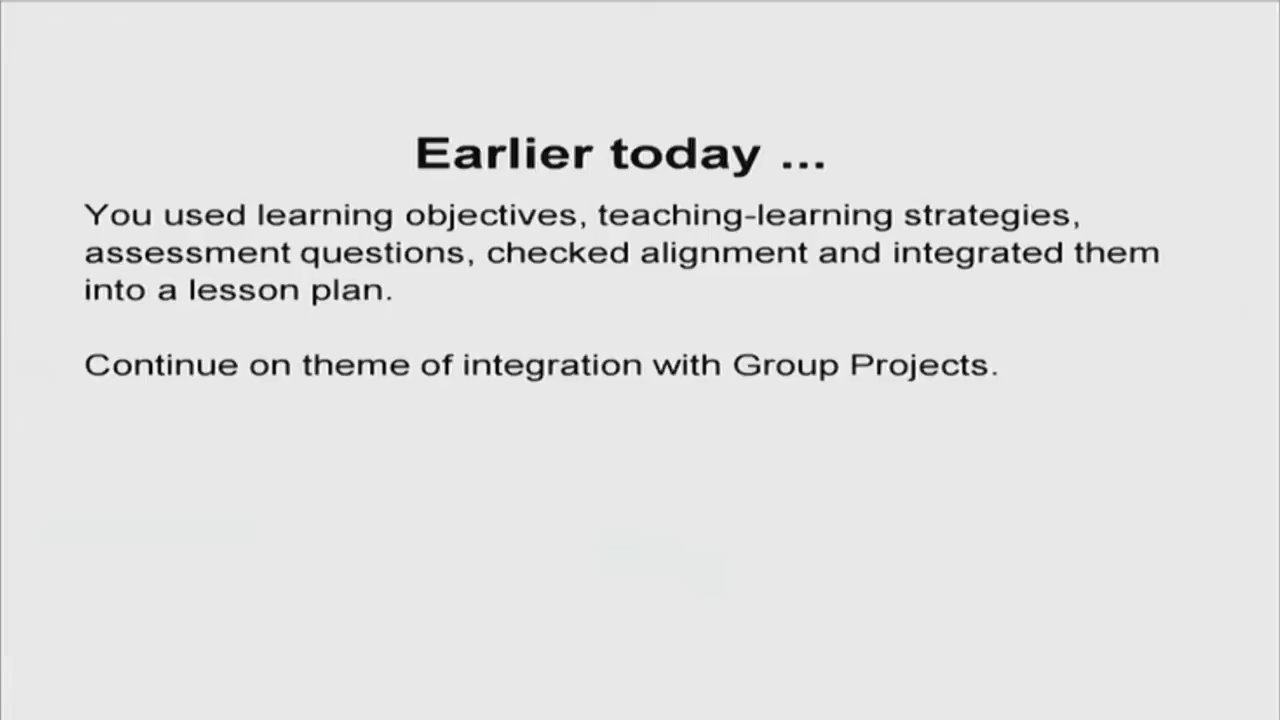 Earlier today ...
You used learning objectives, teaching-learning strategies,
assessment questions, checked alignment and integrated them
into a lesson plan.
Continue on theme of integration with Group Projects.